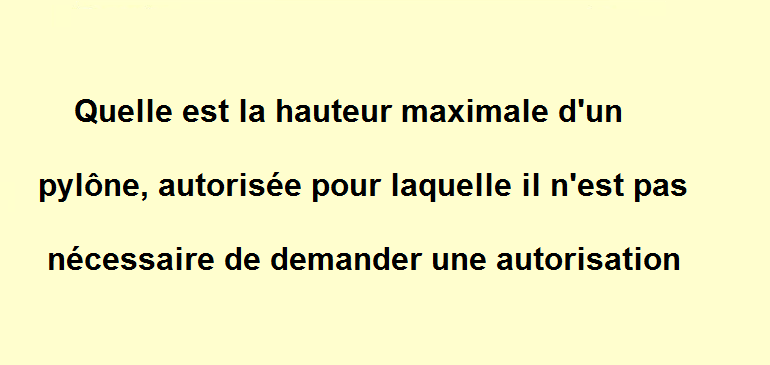 Quelle est la hauteur maximale d'un
pylône, autorisée pour laquelle il n'est pas
nécessaire de demander une autorisation